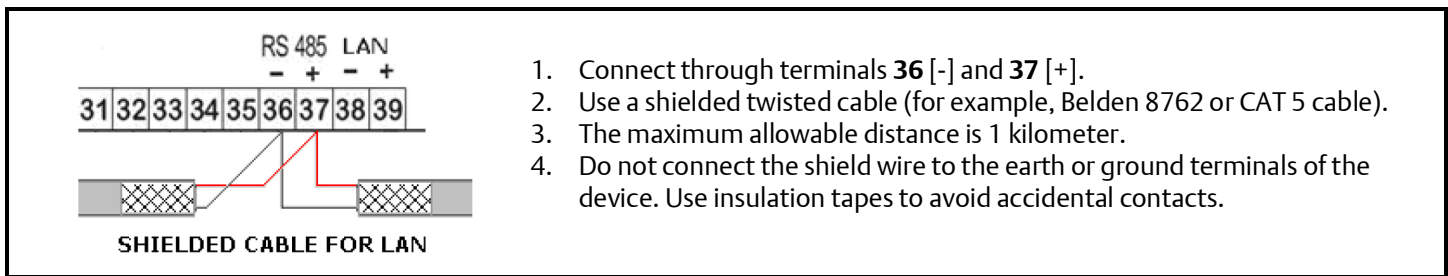 RS 485 LAN
− + − +
31 32 33 34 35 36 37 38 39
SHIELDED CABLE FOR LAN
1. Connect through terminals 36 [-] and 37 [+].
2. Use a shielded twisted cable (for example, Belden 8762 or CAT 5 cable).
3. The maximum allowable distance is 1 kilometer.
4. Do not connect the shield wire to the earth or ground terminals of the
device. Use insulation tapes to avoid accidental contacts.